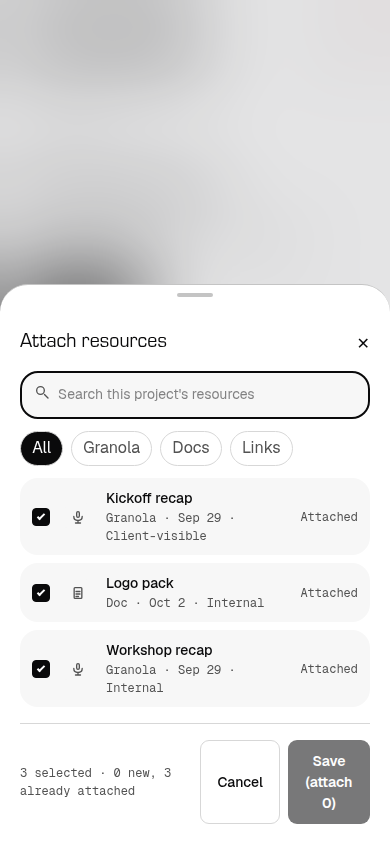 Attach resources
Search this project's resources
All Granola Docs Links
Kickoff recap
Granola · Sep 29 ·
Client-visible
Attached
Logo pack
Doc · Oct 2 · Internal
Attached
Workshop recap
Granola · Sep 29 ·
Internal
Attached
3 selected · 0 new, 3
already attached
Cancel
Save
(attach
0)